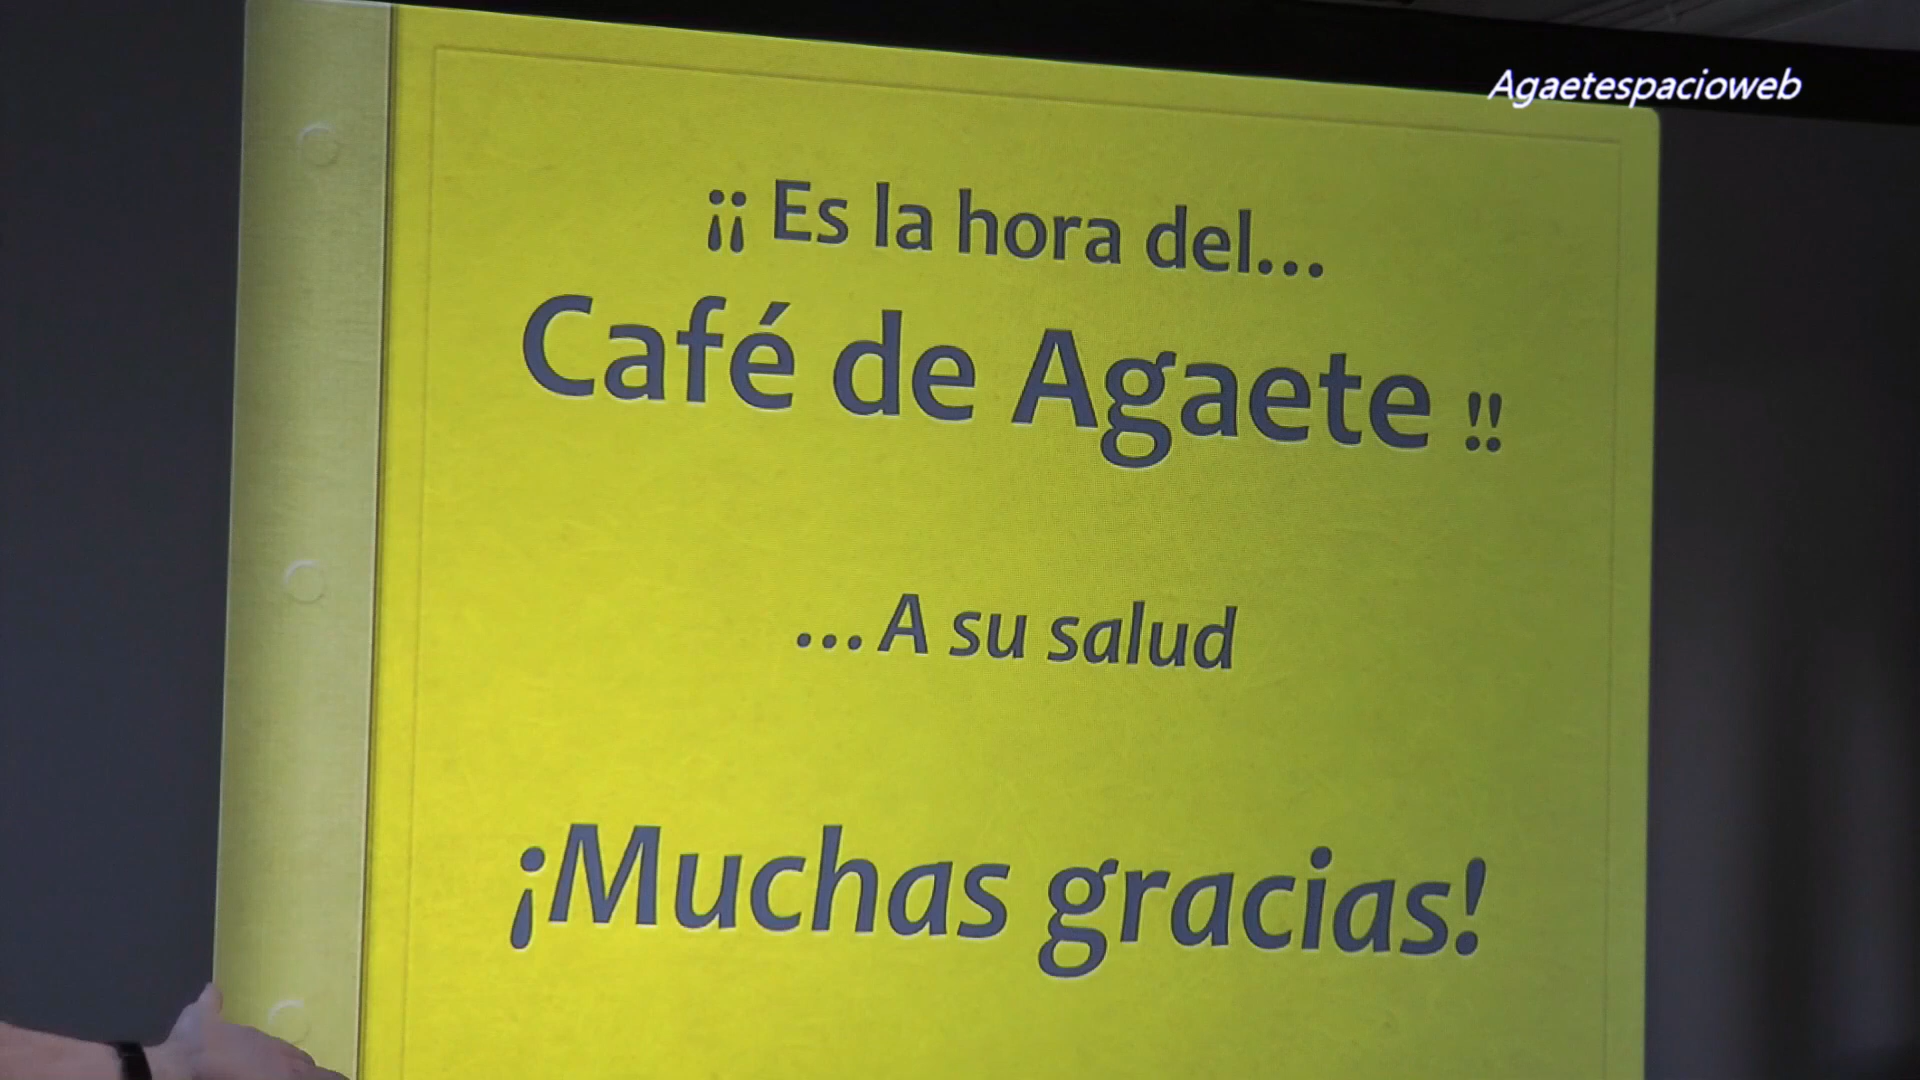 Agaetespacioweb
¡¡ Es la hora del...
Café de Agaete !!
... A su salud
¡Muchas gracias!